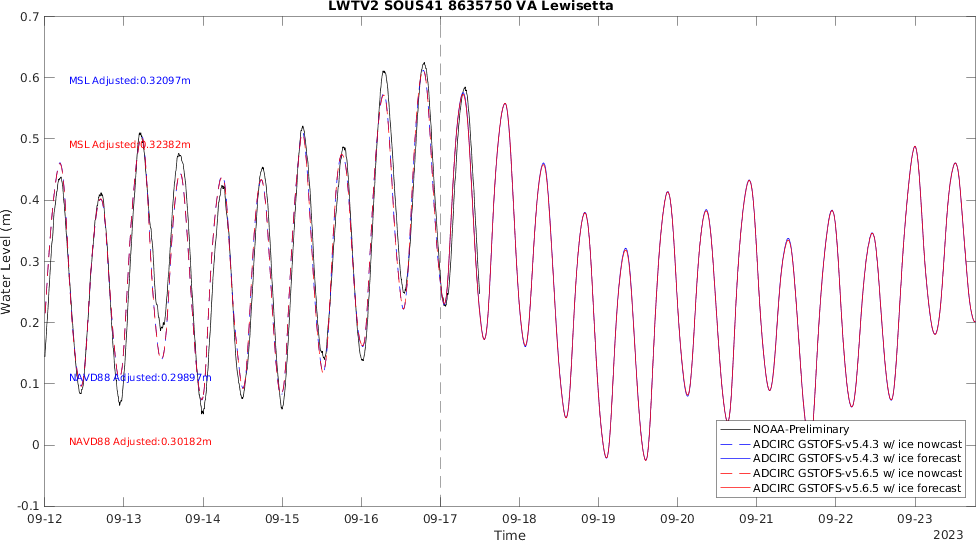 LWTV2 SOUS41 8635750 VA Lewisetta
0.7
0.6
0.5
0.4
0.3
0.2
0.1
0
-0.1
Water Level (m)
MSL Adjusted:0.32097m
MSL Adjusted:0.32382m
NAVD88 Adjusted:0.29897m
NAVD88 Adjusted:0.30182m
NOAA-Preliminary
ADCIRC GSTOFS-v5.4.3 w/ ice nowcast
ADCIRC GSTOFS-v5.4.3 w/ ice forecast
ADCIRC GSTOFS-v5.6.5 w/ ice nowcast
ADCIRC GSTOFS-v5.6.5 w/ ice forecast
09-12 09-13 09-14 09-15 09-16 09-17 09-18 09-19 09-20 09-21 09-22 09-23
Time
2023